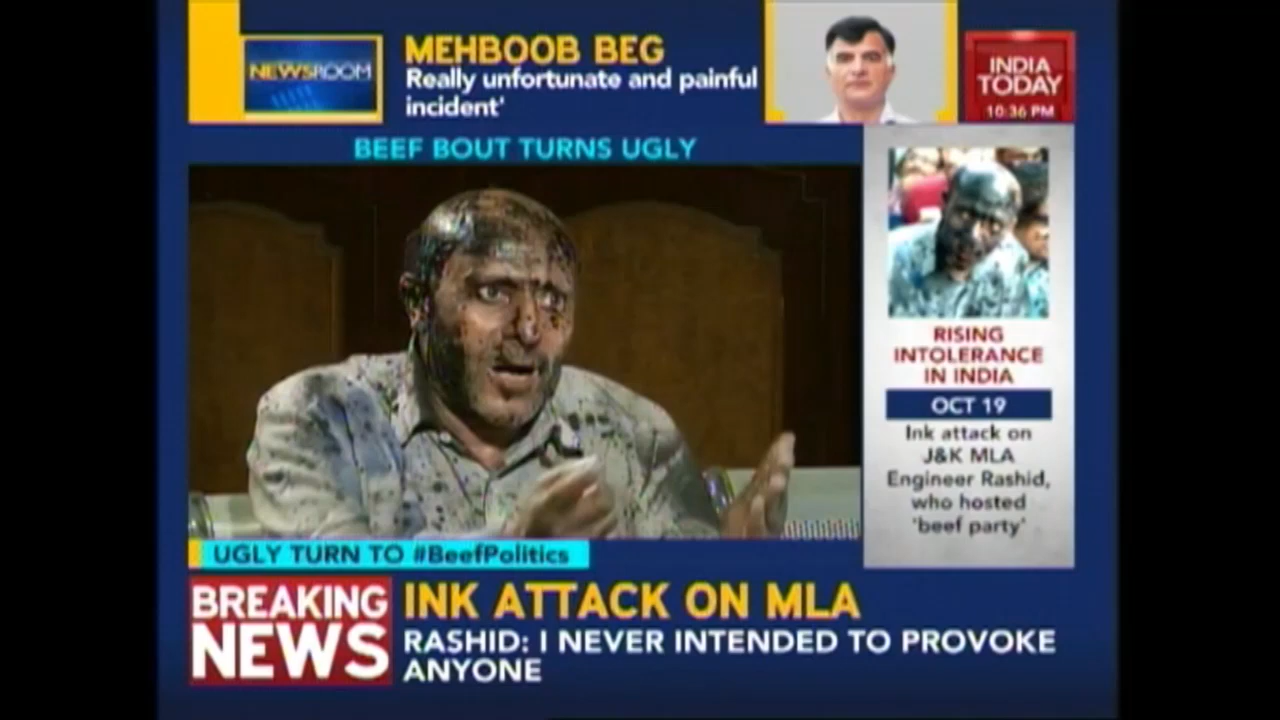 NEWSROOM
MEHBOOB BEG
Really unfortunate and painful
incident'
INDIA
TODAY
10:36 PM
BEEF BOUT TURNS UGLY
RISING
INTOLERANCE
IN INDIA
OCT 19
Ink attack on
J&K MLA
Engineer Rashid,
who hosted
'beef party'
UGLY TURN TO #BeefPolitics
BREAKING
NEWS
INK ATTACK ON MLA
RASHID: I NEVER INTENDED TO PROVOKE
ANYONE